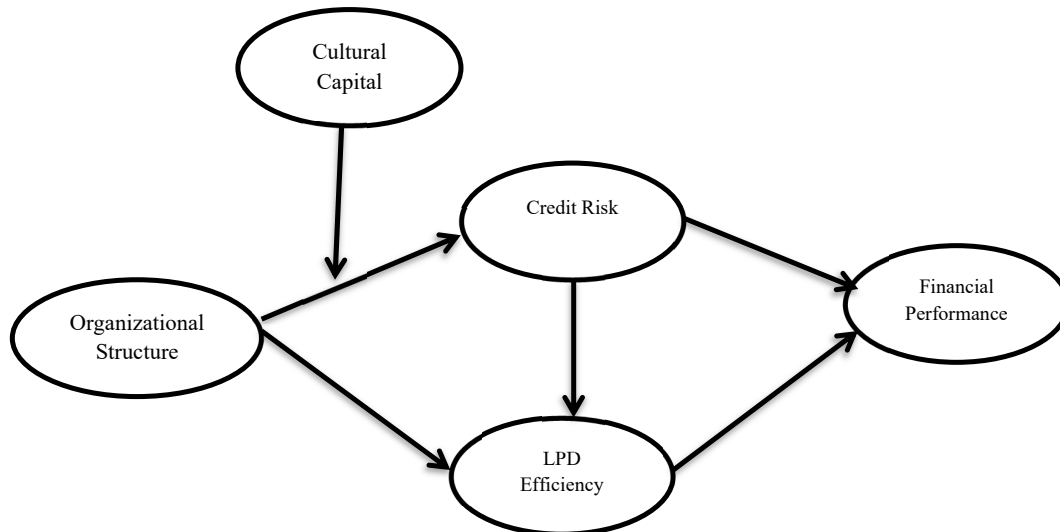 Cultural
Capital
Credit Risk
Organizational
Structure
Financial
Performance
LPD
Efficiency